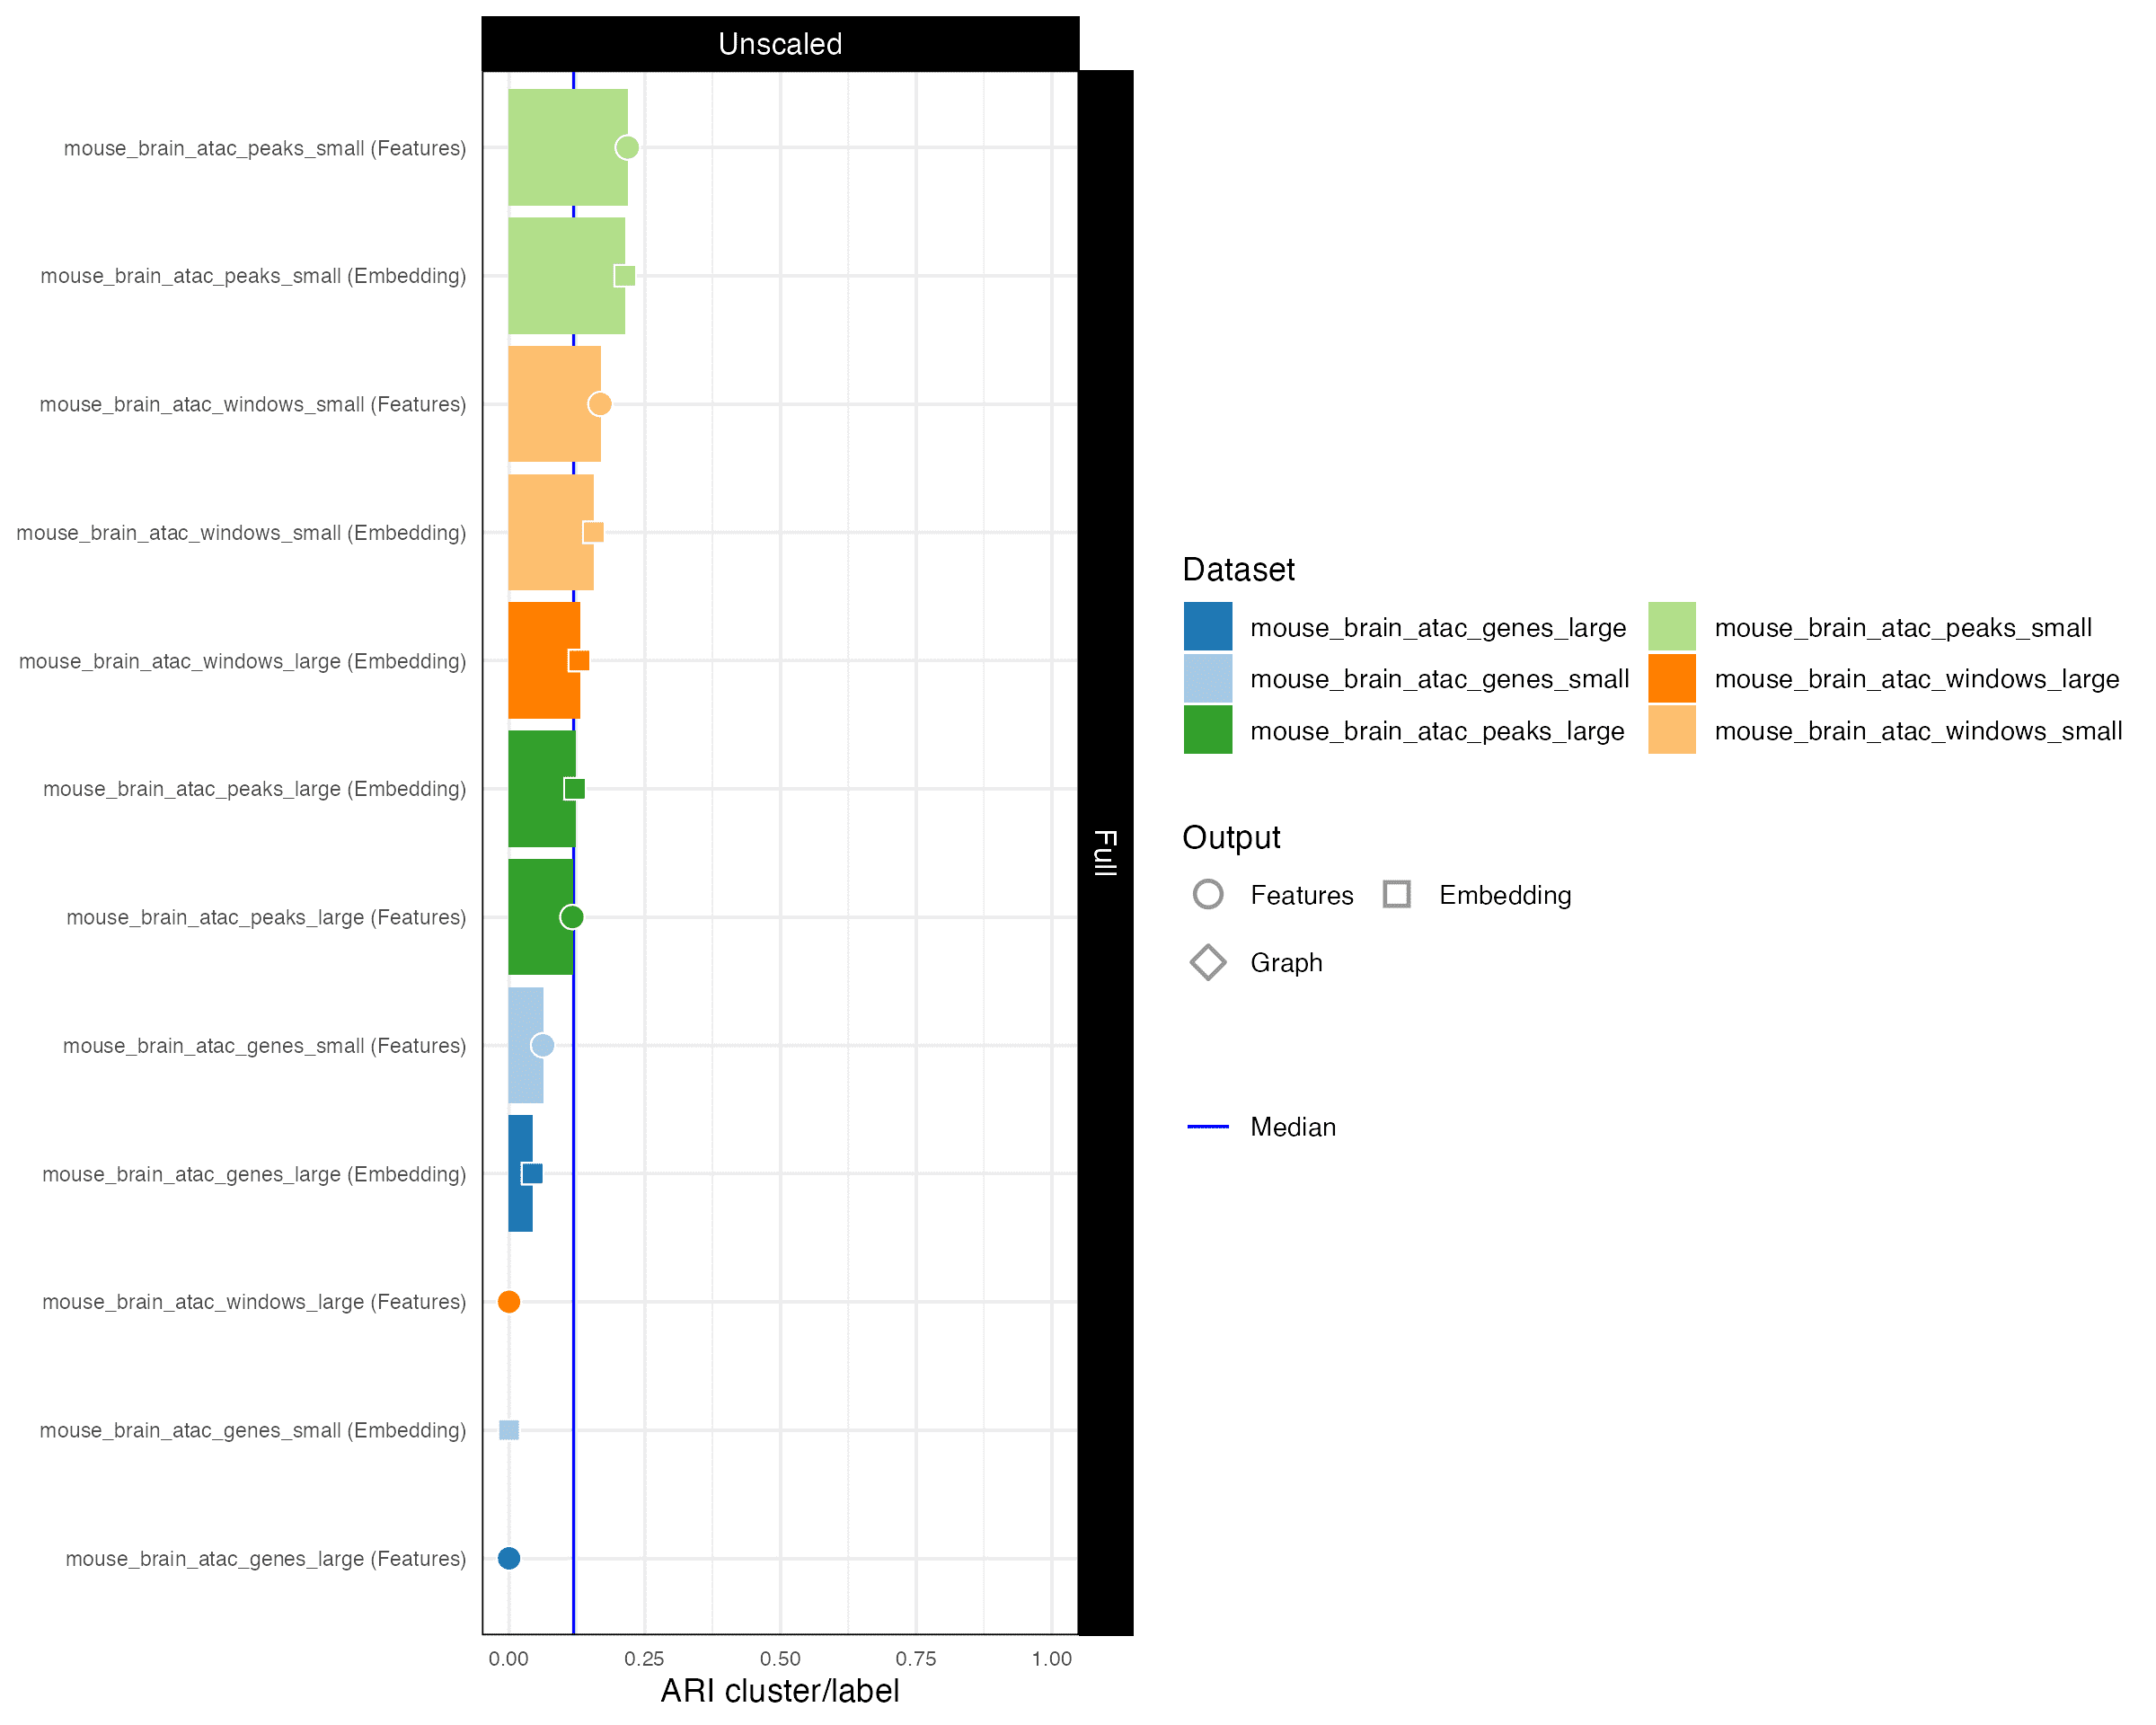 Unscaled
mouse_brain_atac_peaks_small (Features)
mouse_brain_atac_peaks_small (Embedding)
mouse_brain_atac_windows_small (Features)
mouse_brain_atac_windows_small (Embedding)
mouse_brain_atac_windows_large (Embedding)
mouse_brain_atac_peaks_large (Embedding)
mouse_brain_atac_peaks_large (Features)
mouse_brain_atac_genes_small (Features)
mouse_brain_atac_genes_large (Embedding)
mouse_brain_atac_windows_large (Features)
mouse_brain_atac_genes_small (Embedding)
mouse_brain_atac_genes_large (Features)
0.00 0.25 0.50 0.75 1.00
ARI cluster/label
Full
Dataset
mouse_brain_atac_genes_large mouse_brain_atac_peaks_small
mouse_brain_atac_genes_small mouse_brain_atac_windows_large
mouse_brain_atac_peaks_large mouse_brain_atac_windows_small
Output
Features Embedding
Graph
Median